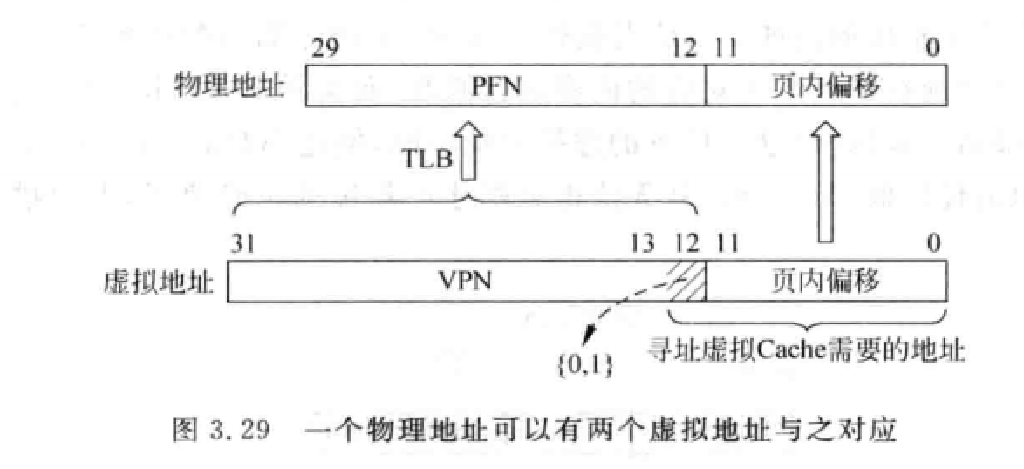 29 12 11 0
物理地址 PFN 页内偏移
TLB
31 13 12 11 0
虚拟地址 VPN 页内偏移
{0,1} 寻址虚拟Cache需要的地址
图 3.29 一个物理地址可以有两个虚拟地址与之对应